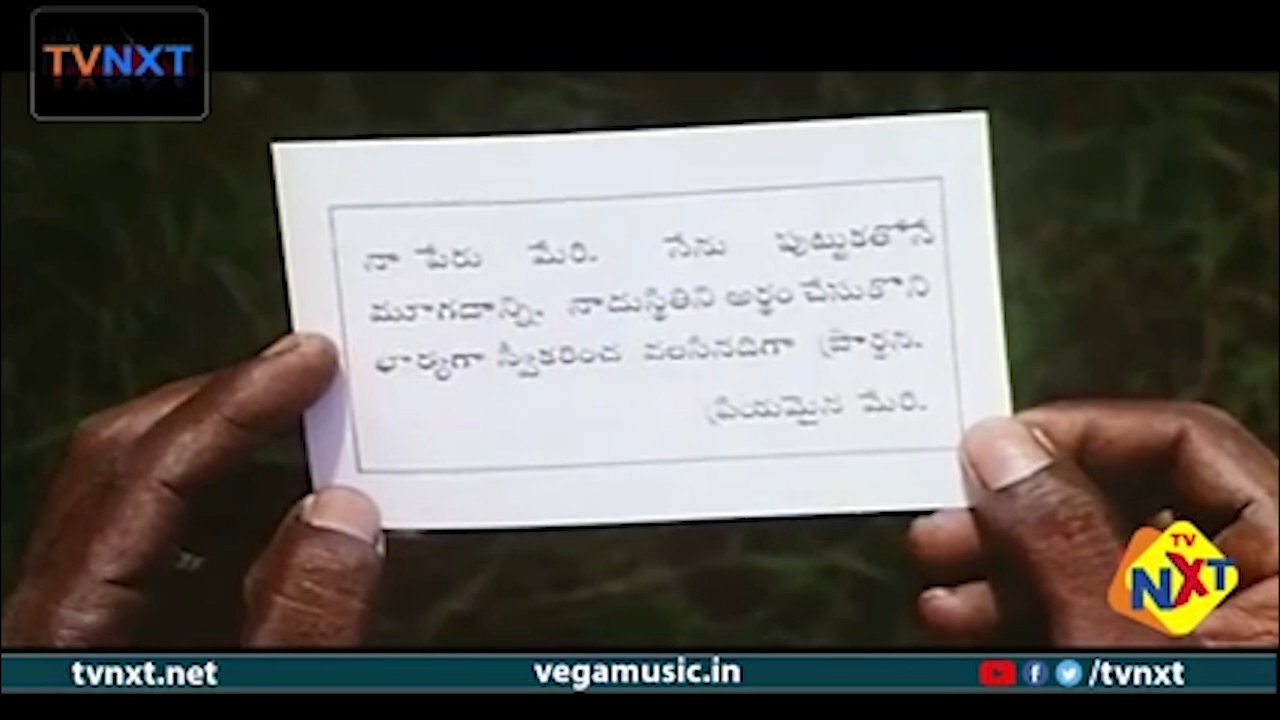 TVNXT
నా పేరు మేరి. నేను పుట్టుకతోనే
మూగదాన్ని. నాదుస్థితిని అర్థం చేసుకొని
భార్యగా స్వీకరించ వలసినదిగా ప్రార్థన.
ప్రియమైన మేరి.
TV
NXT
tvnxt.net
vegamusic.in
/tvnxt